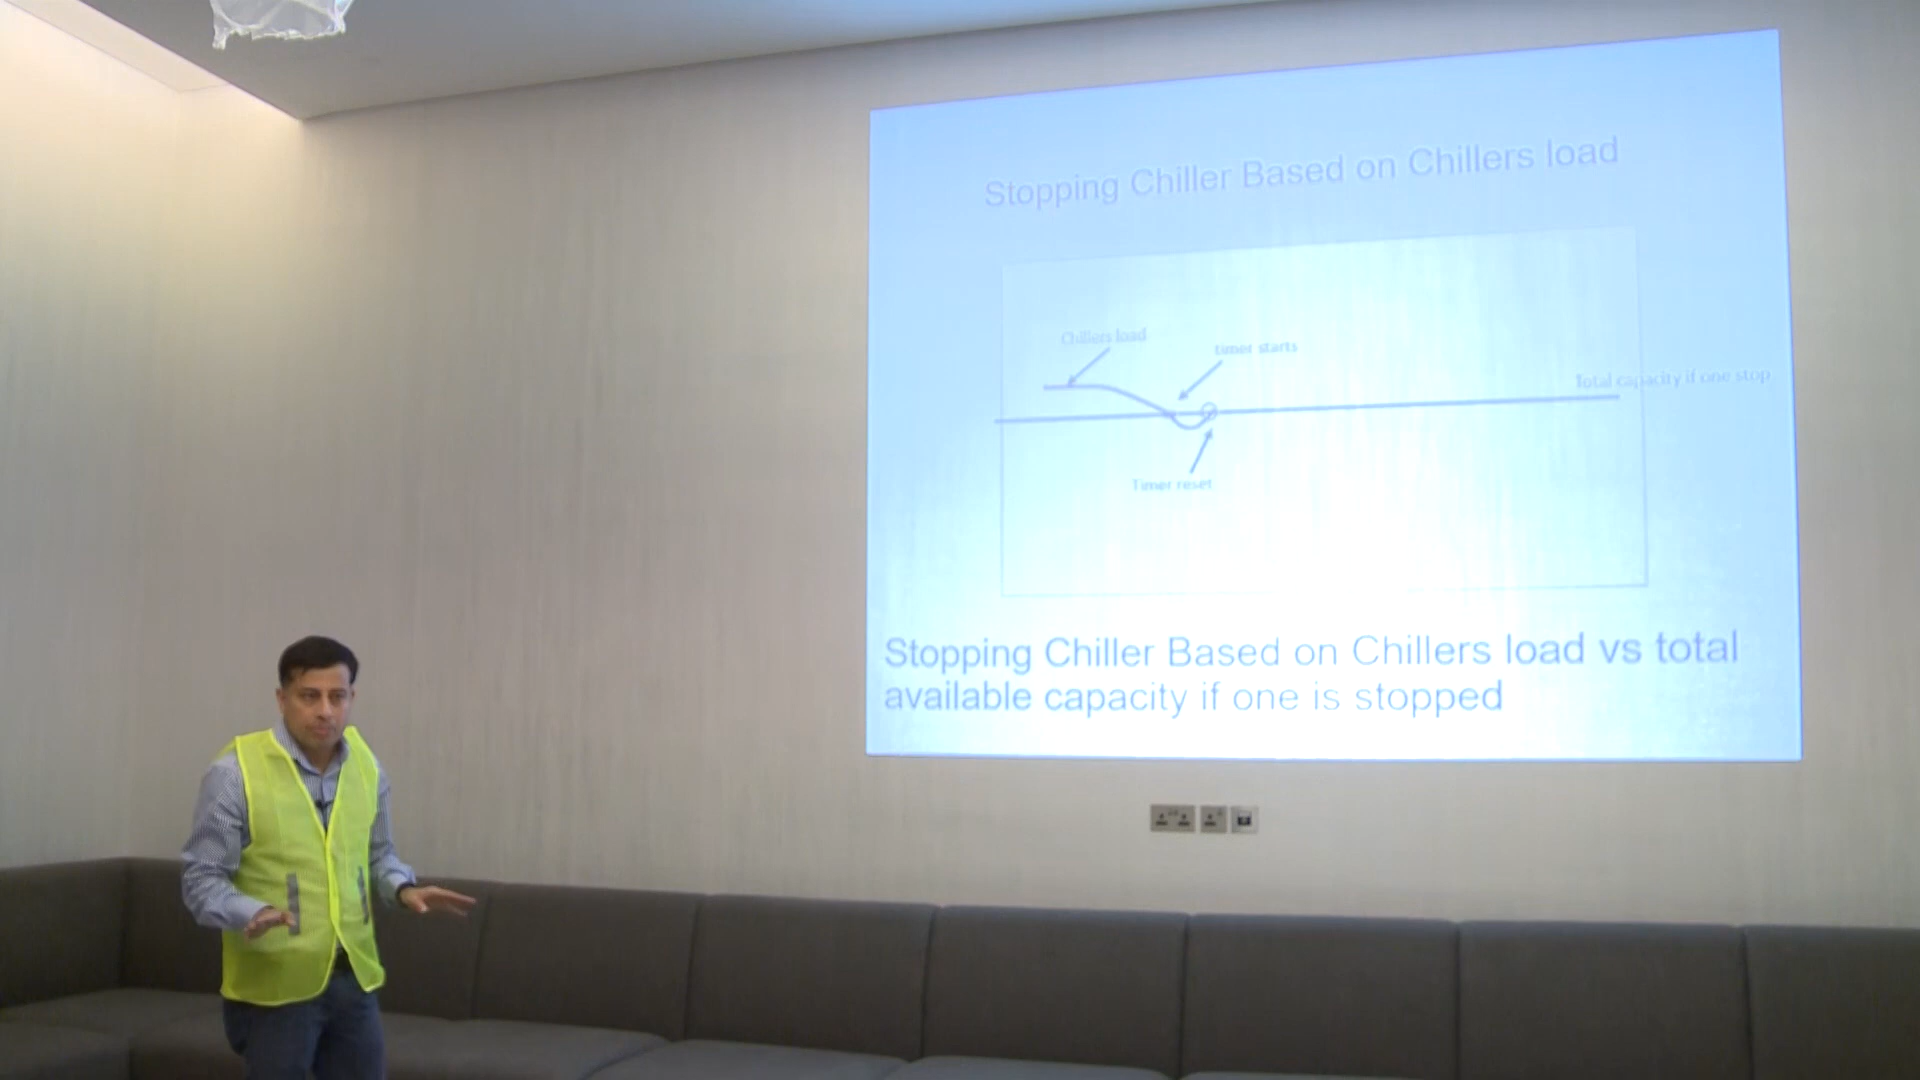 Stopping Chiller Based on Chillers load
Chillers load
timer starts
Total capacity if one stop
Timer reset
Stopping Chiller Based on Chillers load vs total
available capacity if one is stopped